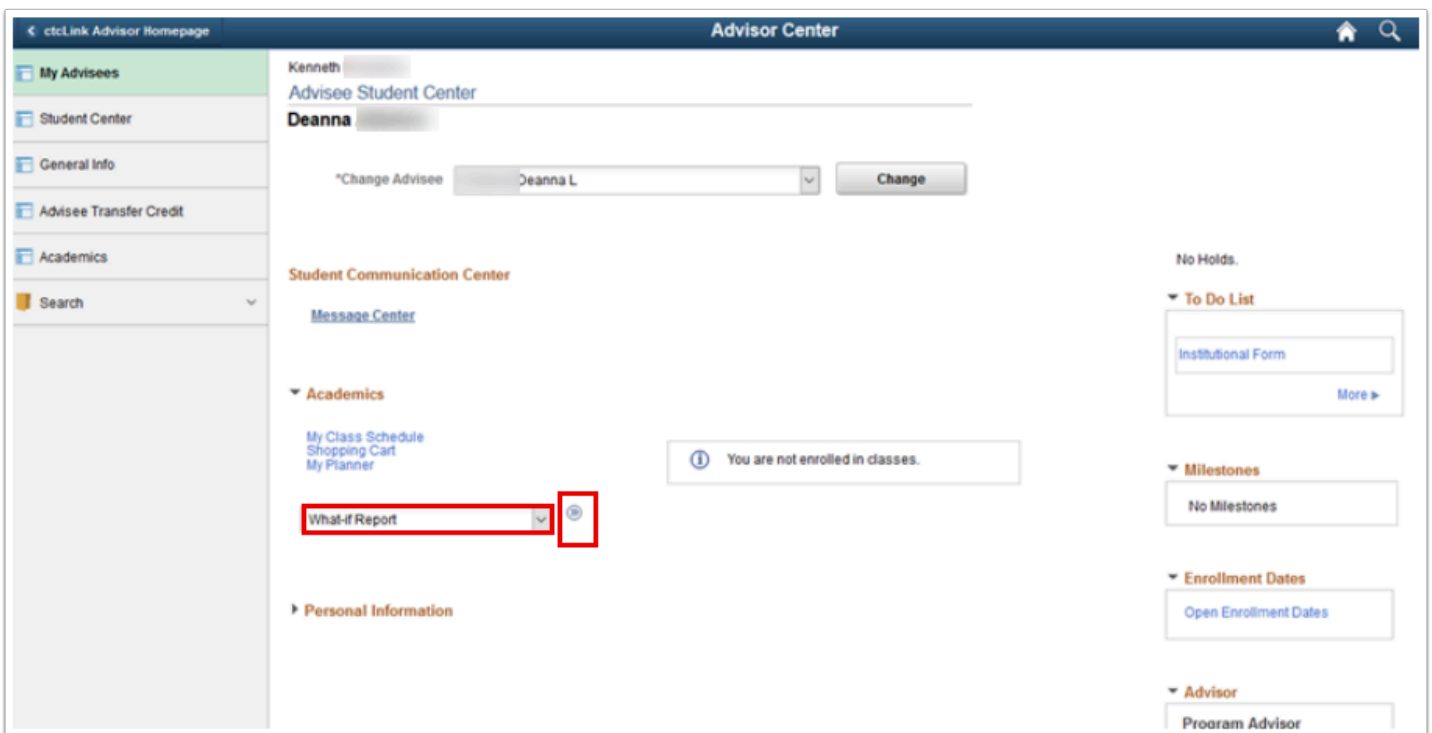 ctcLink Advisor Homepage
Advisor Center
My Advisees
Student Center
General Info
Advisee Transfer Credit
Academics
Search
Kenneth
Advisee Student Center
Deanna
*Change Advisee
Deanna L
Change
Student Communication Center
Message Center
Academics
My Class Schedule
Shopping Cart
My Planner
You are not enrolled in classes.
What-if Report
Personal Information
No Holds.
To Do List
Institutional Form
More
Milestones
No Milestones
Enrollment Dates
Open Enrollment Dates
Advisor
Program Advisor